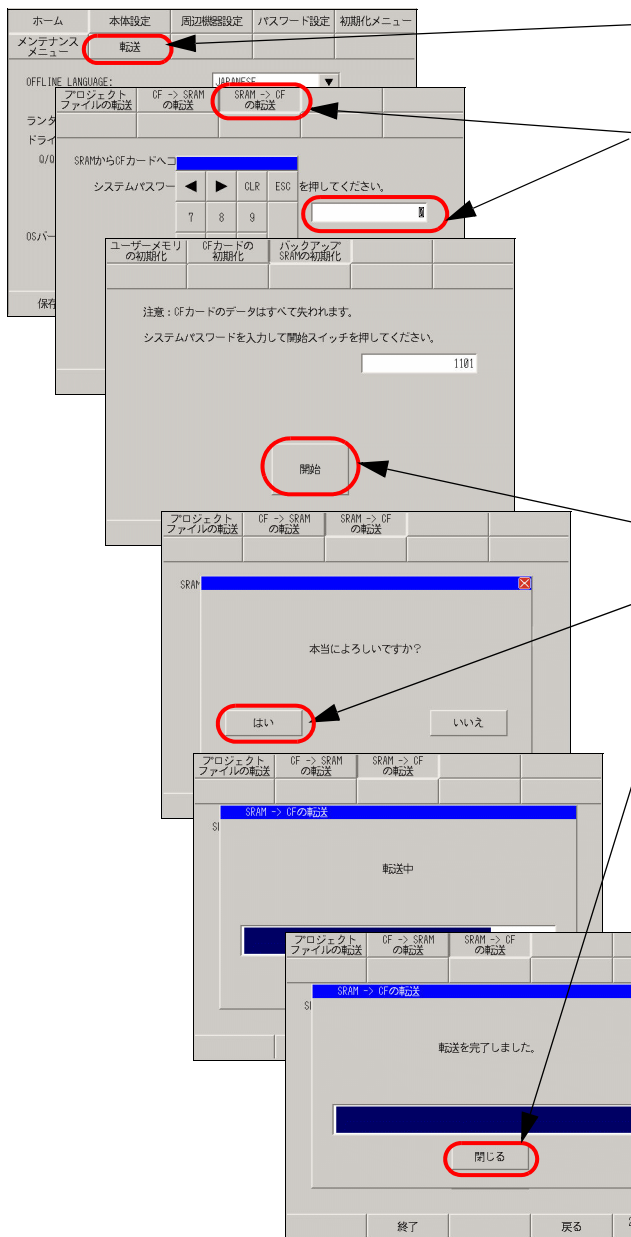 ホーム 本体設定 周辺機器設定 パスワード設定 初期化メニュー
メンテナンス
メニュー
転送
OFFLINE LANGUAGE: JAPANESE
プロジェクト
ファイルの転送
CF -> SRAM
の転送
SRAM -> CF
の転送
SRAMからCFカードへコ
システムパスワー
◀ ▶ CLR ESC
を押してください。
7 8 9
0
ユーザーメモリ
の初期化
CFカードの
初期化
バックアップ
SRAMの初期化
注意：CFカードのデータはすべて失われます。
システムパスワードを入力して開始スイッチを押してください。
1101
開始
プロジェクト
ファイルの転送
CF -> SRAM
の転送
SRAM -> CF
の転送
SRAM
本当によろしいですか？
はい いいえ
プロジェクト
ファイルの転送
CF -> SRAM
の転送
SRAM -> CF
の転送
SRAM -> CFの転送
転送中
プロジェクト
ファイルの転送
CF -> SRAM
の転送
SRAM -> CF
の転送
SRAM -> CFの転送
転送を完了しました。
閉じる
終了 戻る